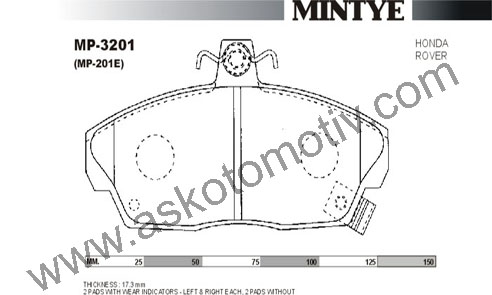 MINTYE
MP-3201
(MP-201E)
HONDA
ROVER
www.askotomotiv.com
MM. 25 50 75 100 125 150
THICKNESS : 17.3 mm
2 PADS WITH WEAR INDICATORS - LEFT & RIGHT EACH, 2 PADS WITHOUT